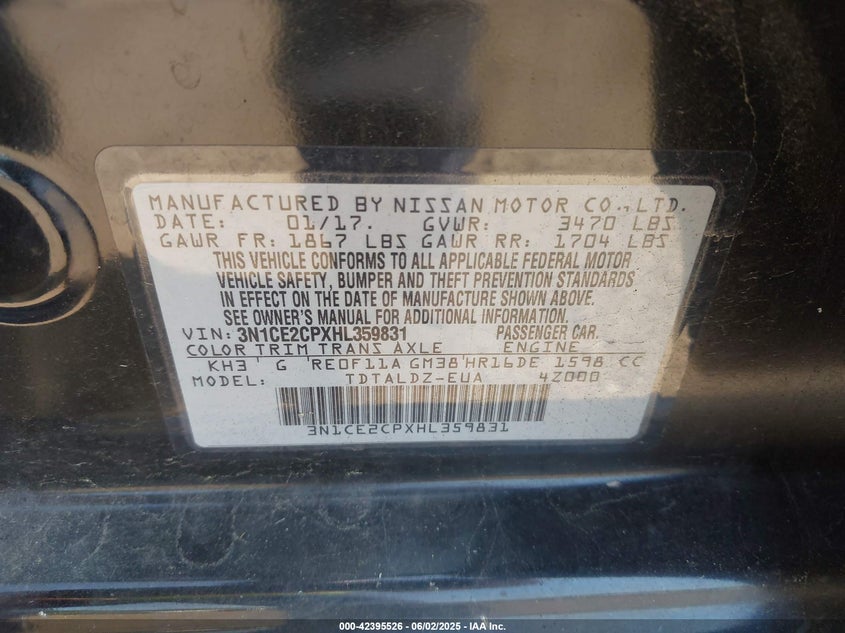 MANUFACTURED BY NISSAN MOTOR CO.,LTD.
DATE: 01/17. GVWR: 3470 LBS
GAWR FR: 1867 LBS GAWR RR: 1704 LBS
THIS VEHICLE CONFORMS TO ALL APPLICABLE FEDERAL MOTOR
VEHICLE SAFETY, BUMPER AND THEFT PREVENTION STANDARDS
IN EFFECT ON THE DATE OF MANUFACTURE SHOWN ABOVE.
SEE OWNER'S MANUAL FOR ADDITIONAL INFORMATION.
VIN: 3N1CE2CPXHL359831 PASSENGER CAR.
COLOR TRIM TRANS AXLE ENGINE
KH3 G RE0F11A GM38 HR16DE 1598 CC
MODEL: TDTALDZ-EUA 4Z000
3N1CE2CPXHL359831
000-42395526 - 06/02/2025 - IAA Inc.